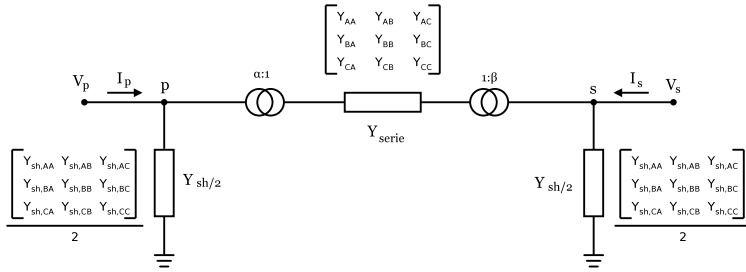 Y_AA Y_AB Y_AC
Y_BA Y_BB Y_BC
Y_CA Y_CB Y_CC
α:1
1:β
V_p
I_p
p
s
I_s
V_s
Y_serie
Y_sh,AA Y_sh,AB Y_sh,AC
Y_sh,BA Y_sh,BB Y_sh,BC
Y_sh,CA Y_sh,CB Y_sh,CC
2
Y_sh/2
Y_sh/2
Y_sh,AA Y_sh,AB Y_sh,AC
Y_sh,BA Y_sh,BB Y_sh,BC
Y_sh,CA Y_sh,CB Y_sh,CC
2